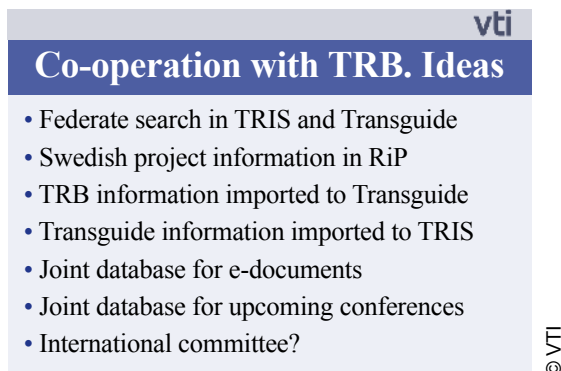 vti
Co-operation with TRB. Ideas
• Federate search in TRIS and Transguide
• Swedish project information in RiP
• TRB information imported to Transguide
• Transguide information imported to TRIS
• Joint database for e-documents
• Joint database for upcoming conferences
• International committee?
© VTI